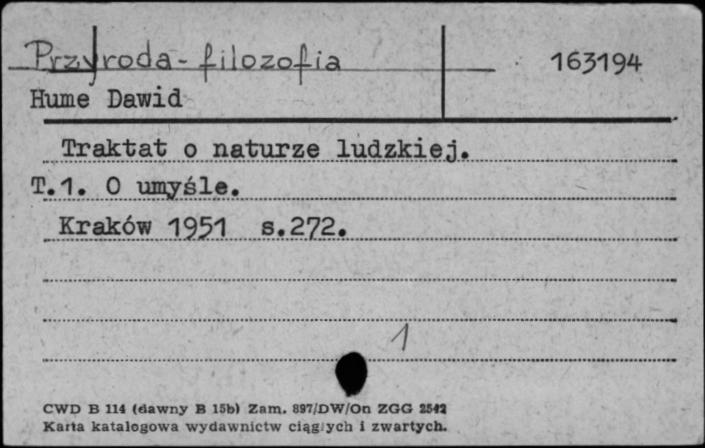 Przyroda-filozofia 163194
Hume Dawid
Traktat o naturze ludzkiej.
T.1. O umyśle.
Kraków 1951 s.272.
1
CWD B 114 (dawny B 15b) Zam. 897/DW/On ZGG 2542
Karta katalogowa wydawnictw ciągłych i zwartych.